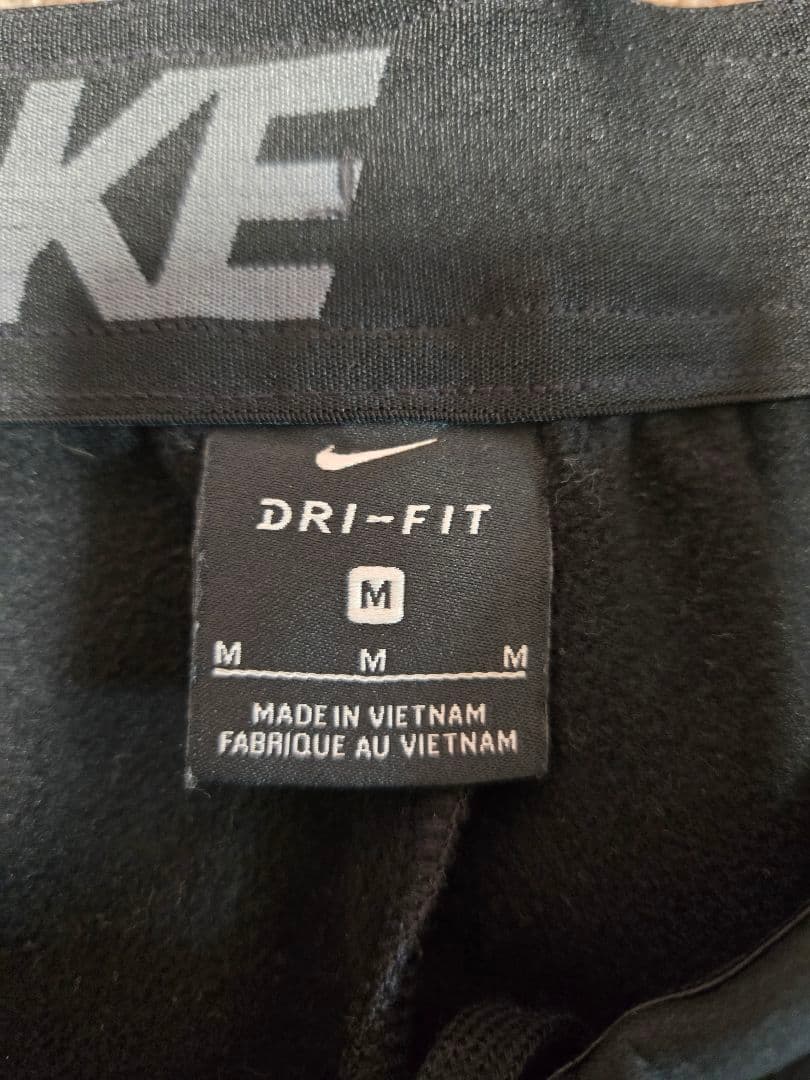 KE
DRI-FIT
M
M M M
MADE IN VIETNAM
FABRIQUE AU VIETNAM